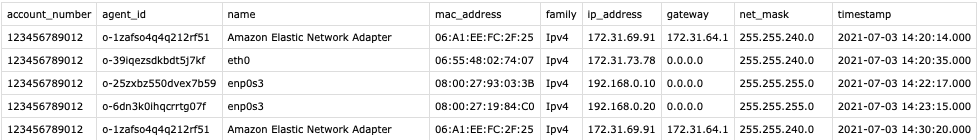 account_number agent_id name mac_address family ip_address gateway net_mask timestamp
123456789012 o-1zafso4q4q212rf51 Amazon Elastic Network Adapter 06:A1:EE:FC:2F:25 Ipv4 172.31.69.91 172.31.64.1 255.255.240.0 2021-07-03 14:20:14.000
123456789012 o-39iqezsdkbdt5j7kf eth0 06:55:48:02:74:07 Ipv4 172.31.73.78 0.0.0.0 255.255.240.0 2021-07-03 14:20:35.000
123456789012 o-25zxbz550dvex7b59 enp0s3 08:00:27:93:03:3B Ipv4 192.168.0.10 0.0.0.0 255.255.255.0 2021-07-03 14:22:17.000
123456789012 o-6dn3k0ihqcrrtg07f enp0s3 08:00:27:19:84:C0 Ipv4 192.168.0.20 0.0.0.0 255.255.255.0 2021-07-03 14:23:15.000
123456789012 o-1zafso4q4q212rf51 Amazon Elastic Network Adapter 06:A1:EE:FC:2F:25 Ipv4 172.31.69.91 172.31.64.1 255.255.240.0 2021-07-03 14:30:20.000